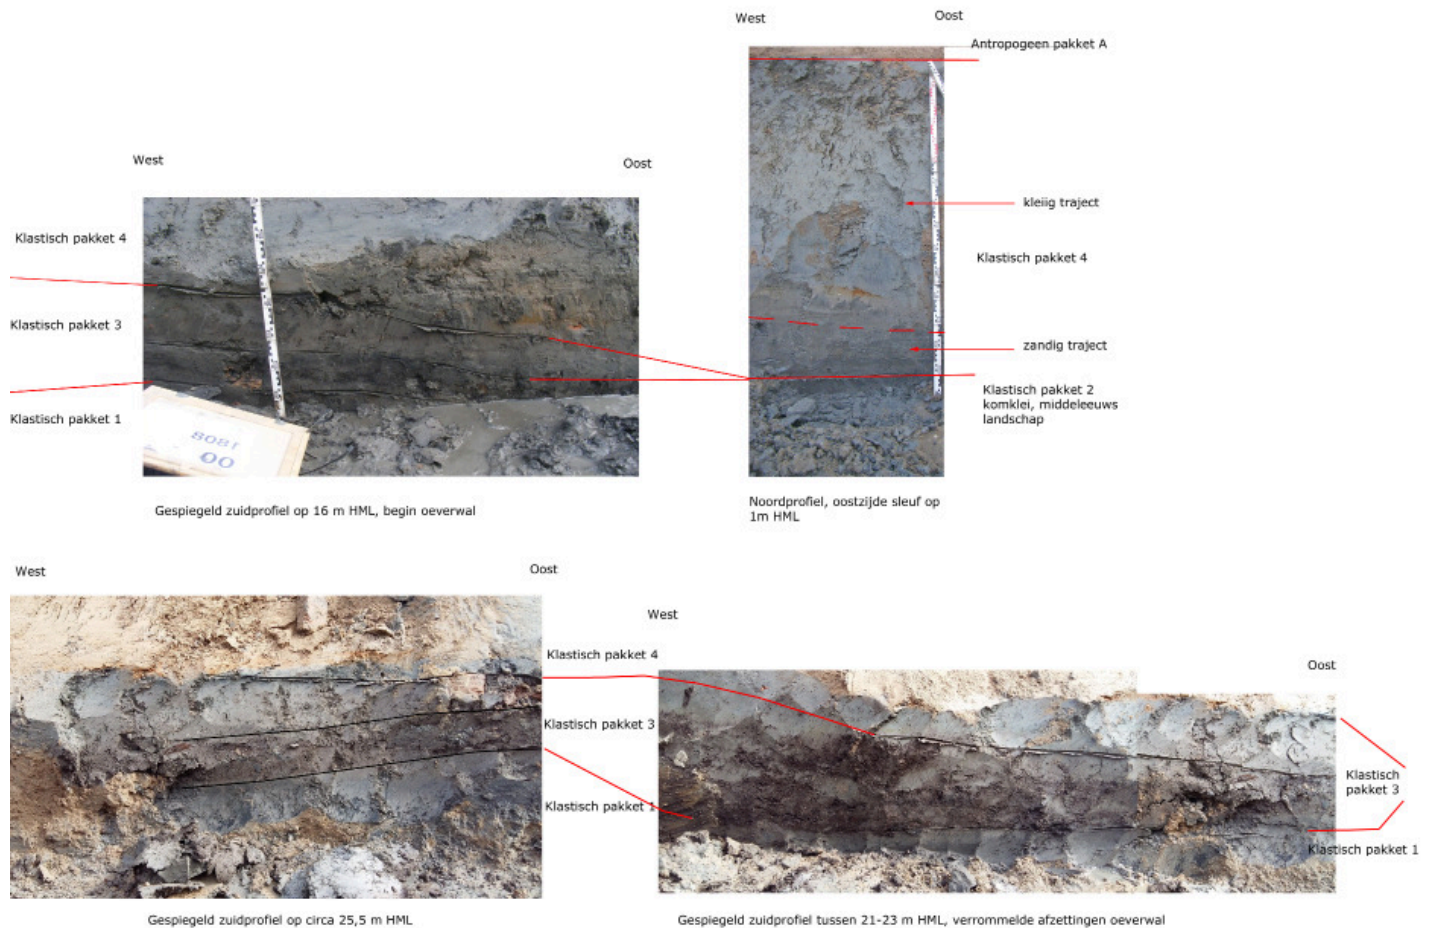 West
Oost
Antropogeen pakket A
kleiig traject
Klastisch pakket 4
zandig traject
Klastisch pakket 2
komklei, middeleeuws
landschap
Noordprofiel, oostzijde sleuf op
1m HML
West
Oost
Klastisch pakket 4
Klastisch pakket 3
Klastisch pakket 1
808f
00
Gespiegeld zuidprofiel op 16 m HML, begin oeverwal
West
Oost
Klastisch pakket 4
Klastisch pakket 3
Klastisch pakket 1
Gespiegeld zuidprofiel op circa 25,5 m HML
West
Oost
Klastisch
pakket 3
Klastisch pakket 1
Gespiegeld zuidprofiel tussen 21-23 m HML, verrommelde afzettingen oeverwal